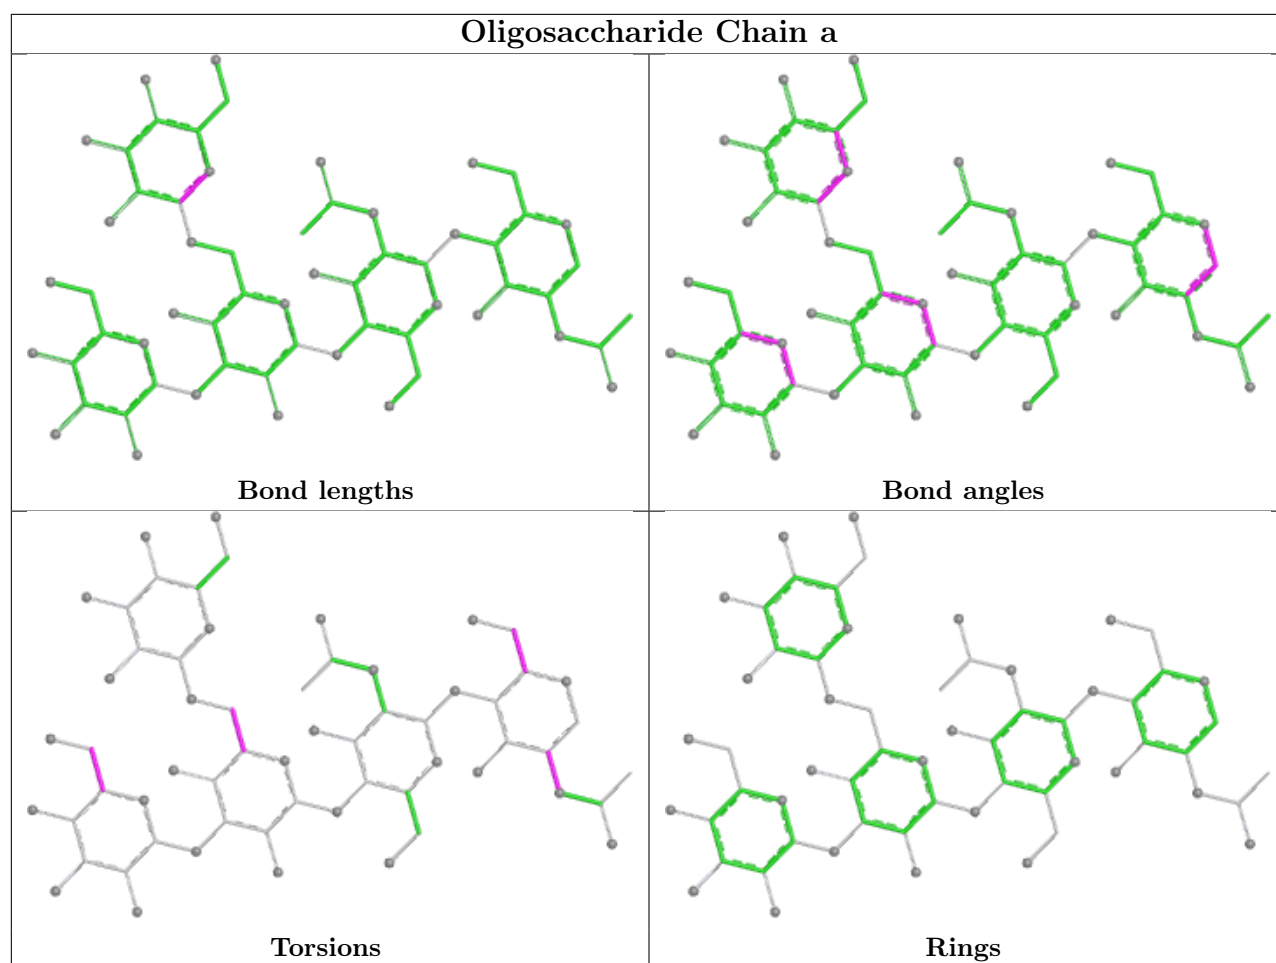 Oligosaccharide Chain a
Bond lengths
Bond angles
Torsions
Rings